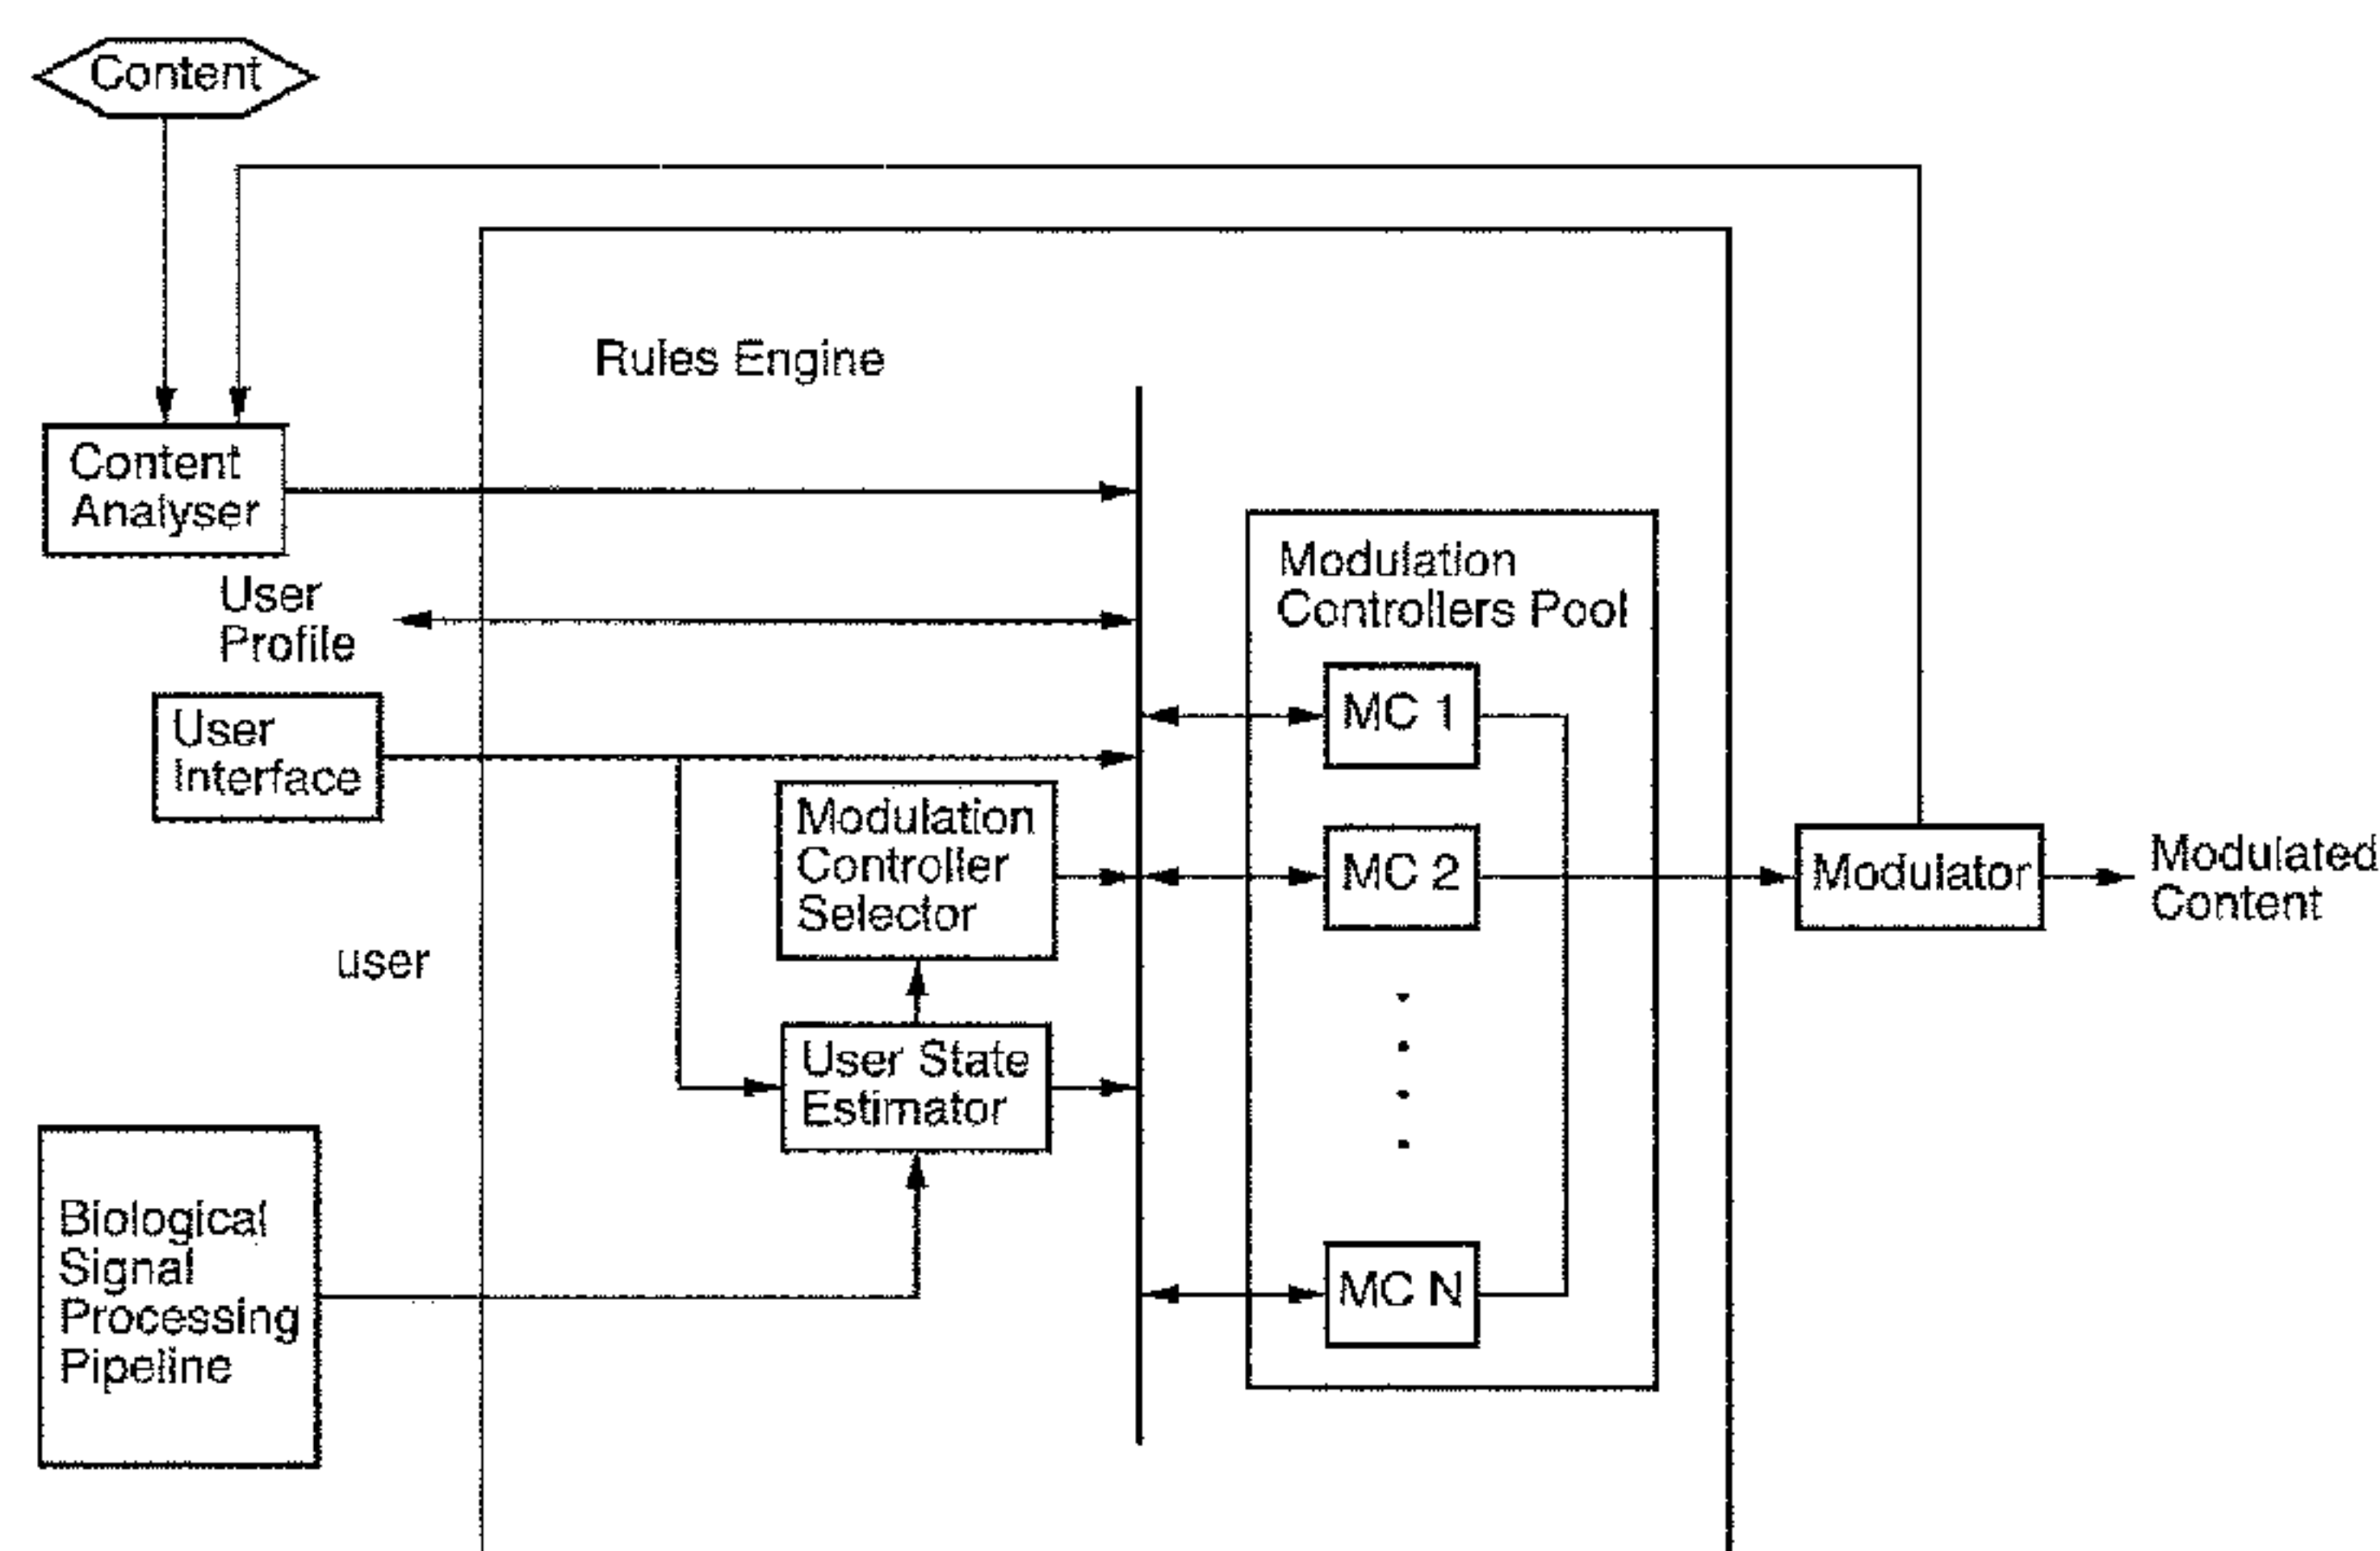 Content
Rules Engine
Content
Analyser
User
Profile
User
Interface
Modulation
Controller
Selector
user
User State
Estimator
Biological
Signal
Processing
Pipeline
Modulation
Controllers Pool
MC 1
MC 2
MC N
Modulator
Modulated
Content